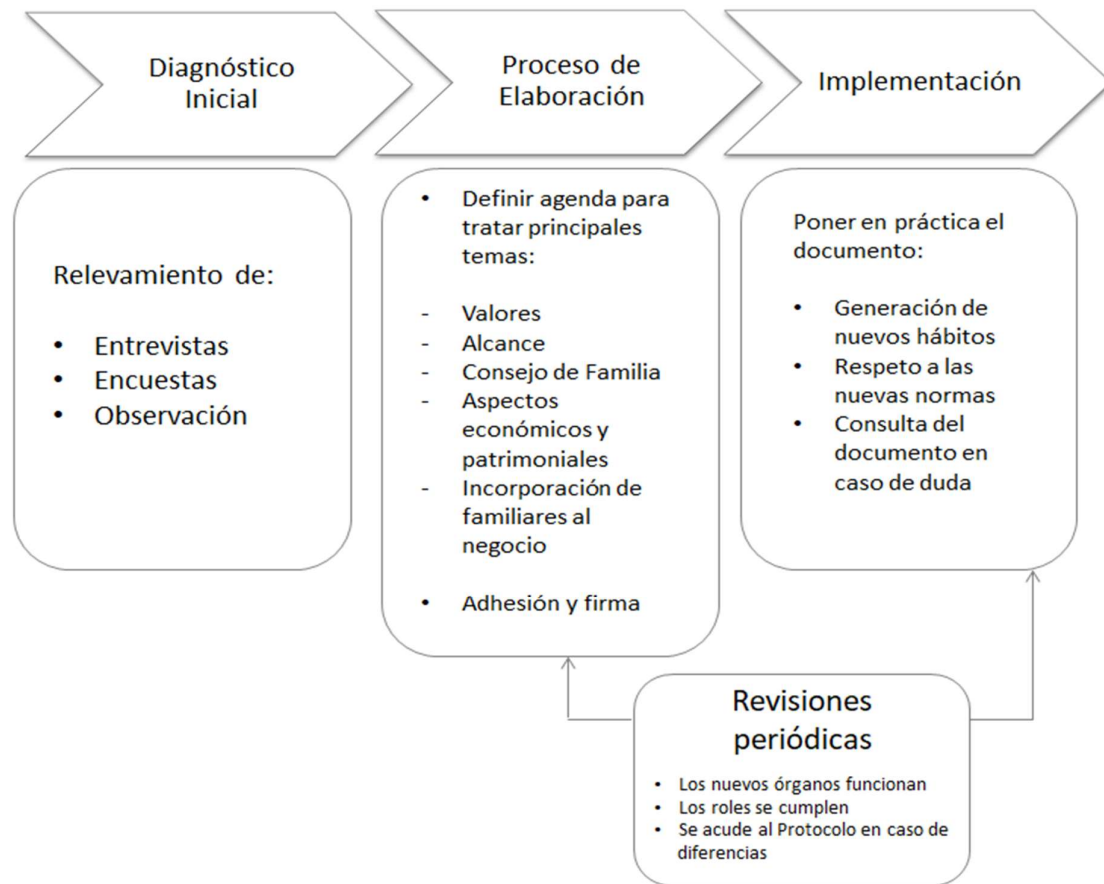 Diagnóstico
Inicial
Proceso de
Elaboración
Implementación
Relevamiento de:
• Entrevistas
• Encuestas
• Observación
• Definir agenda para
tratar principales
temas:
- Valores
- Alcance
- Consejo de Familia
- Aspectos
económicos y
patrimoniales
- Incorporación de
familiares al
negocio
• Adhesión y firma
Poner en práctica el
documento:
• Generación de
nuevos hábitos
• Respeto a las
nuevas normas
• Consulta del
documento en
caso de duda
Revisiones
periódicas
• Los nuevos órganos funcionan
• Los roles se cumplen
• Se acude al Protocolo en caso de
diferencias